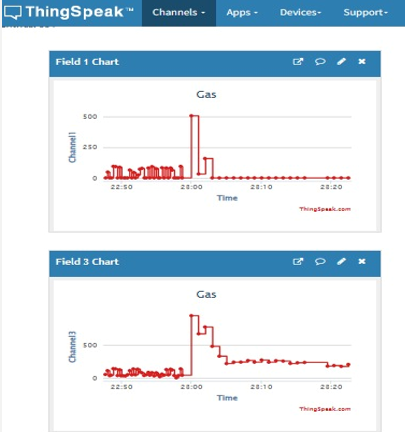 ThingSpeak™ Channels Apps Devices Support
Field 1 Chart
Gas
500
250
0
Channel1
22:50 23:00 23:10 23:20
Time
ThingSpeak.com
Field 3 Chart
Gas
500
0
Channel3
22:50 23:00 23:10 23:20
Time
ThingSpeak.com